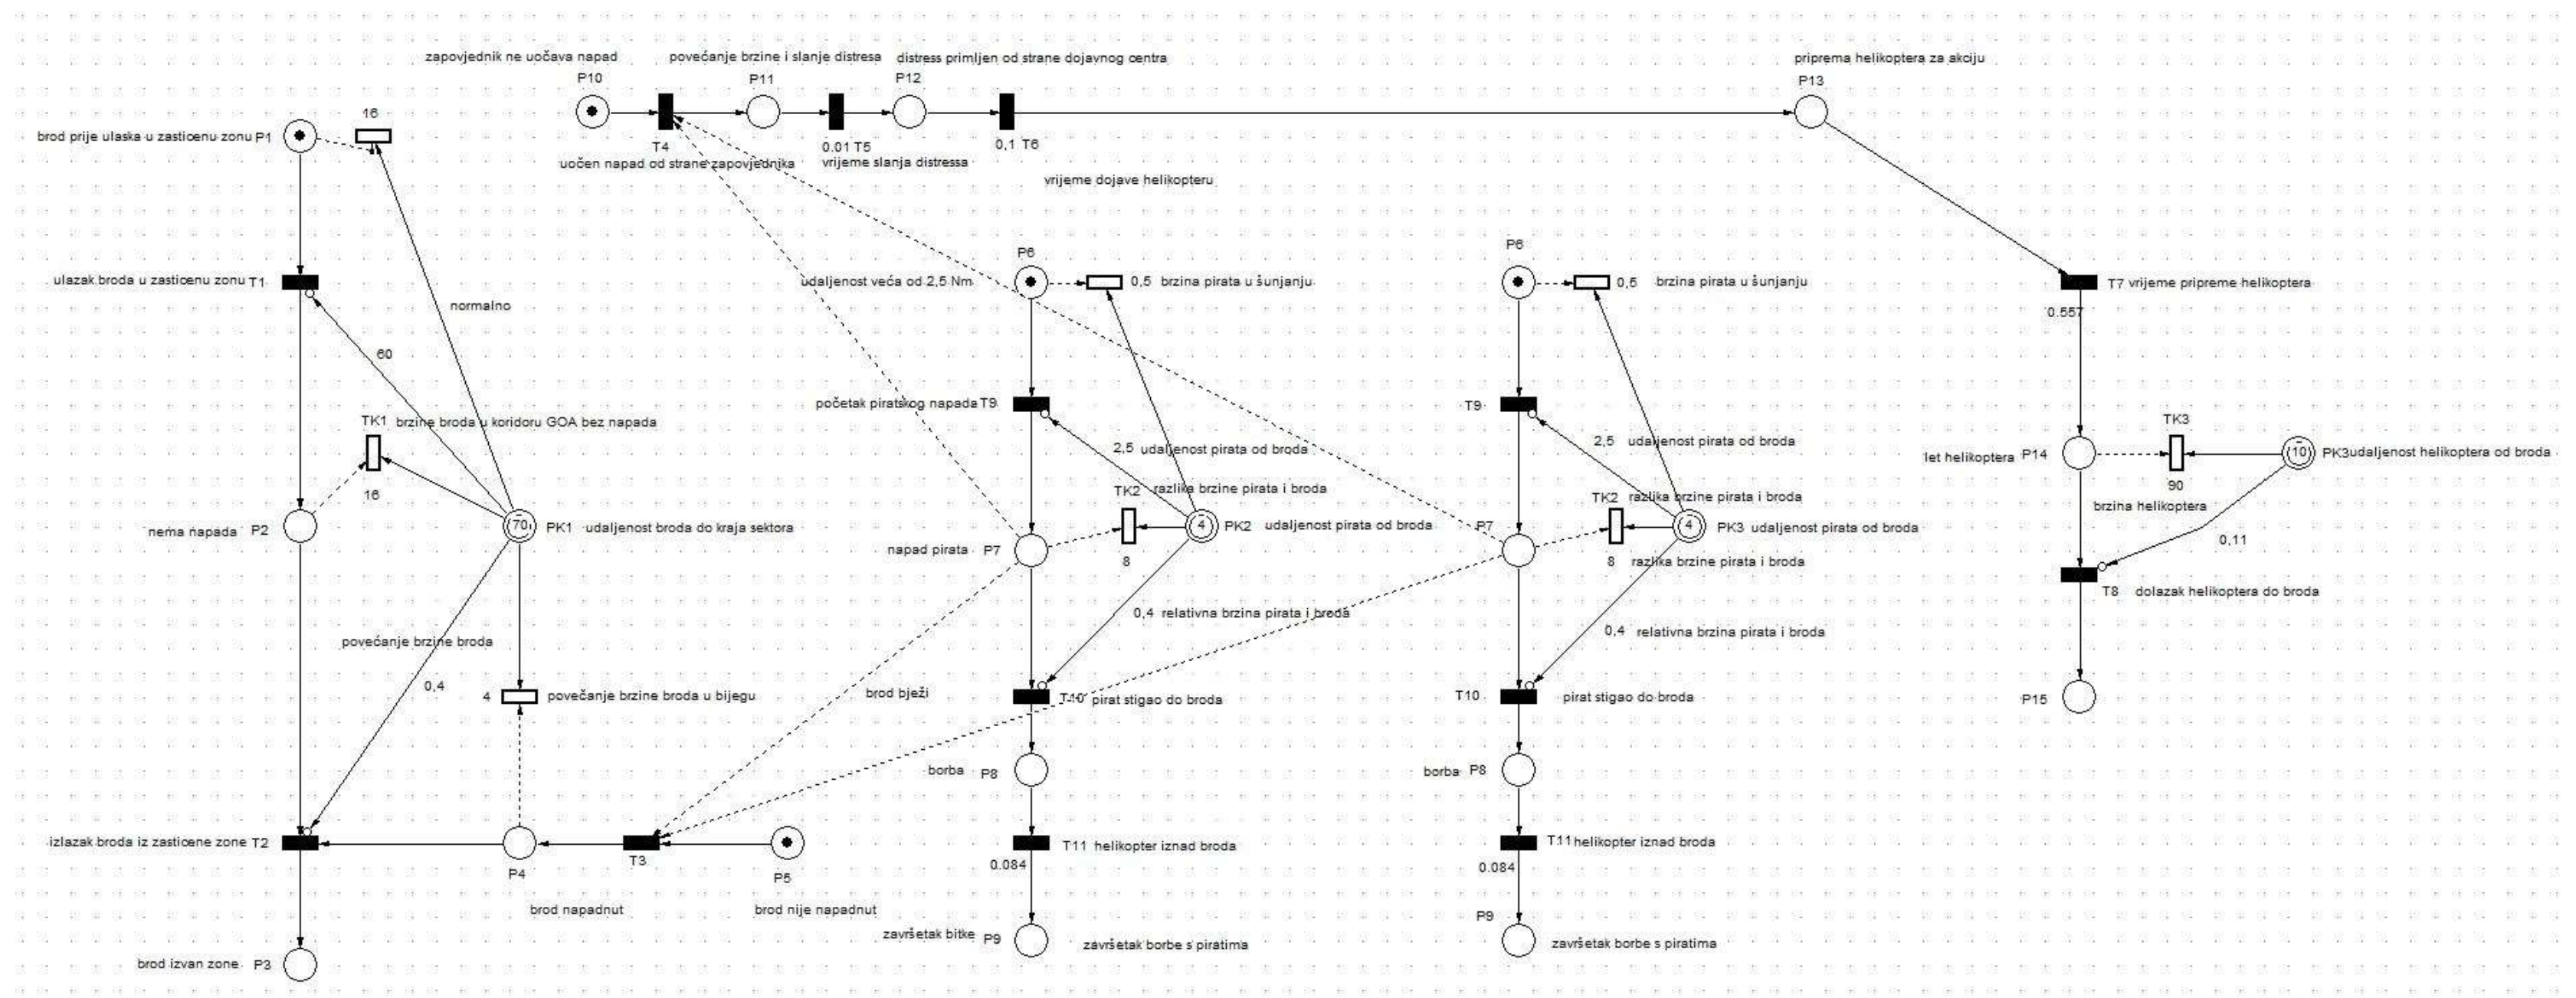 zapovjednik ne uočava napad
P10
povećanje brzine i slanje distresa
P11
distress primljen od strane dojavnog centra
P12
priprema helikoptera za akciju
P13
16
brod prije ulaska u zasticenu zonu P1
T4
uočen napad od strane zapovjednika
0.01 T5
vrijeme slanja distressa
0,1 T6
vrijeme dojave helikopteru
ulazak broda u zasticenu zonu T1
normalno
60
P6
udaljenost veća od 2,5 Nm
0,5 brzina pirata u šunjanju
P6
0,5 brzina pirata u šunjanju
T7 vrijeme pripreme helikoptera
0.557
početak piratskog napada T9
2,5 udaljenost pirata od broda
T9
2,5 udaljenost pirata od broda
TK1 brzine broda u koridoru GOA bez napada
16
TK2 razlika brzine pirata i broda
TK2 razlika brzine pirata i broda
TK3
let helikoptera P14
(10)
PK3udaljenost helikoptera od broda
90
brzina helikoptera
nema napada P2
70
PK1 udaljenost broda do kraja sektora
napad pirata P7
4
PK2 udaljenost pirata od broda
8
P7
4
PK3 udaljenost pirata od broda
8 razlika brzine pirata i broda
0,11
T8 dolazak helikoptera do broda
povećanje brzine broda
0,4
0,4 relativna brzina pirata i broda
0,4 relativna brzina pirata i broda
4
povečanje brzine broda u bijegu
brod bježi
T10 pirat stigao do broda
T10 pirat stigao do broda
P15
borba P8
borba P8
izlazak broda iz zasticene zone T2
P4
T3
P5
T11 helikopter iznad broda
0.084
T11 helikopter iznad broda
0.084
brod napadnut
brod nije napadnut
završetak bitke P9
završetak borbe s piratima
P9
završetak borbe s piratima
brod izvan zone P3